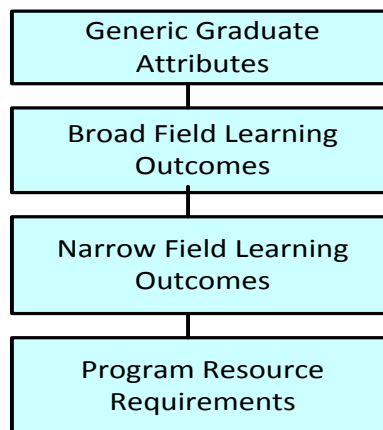 Generic Graduate
Attributes
Broad Field Learning
Outcomes
Narrow Field Learning
Outcomes
Program Resource
Requirements